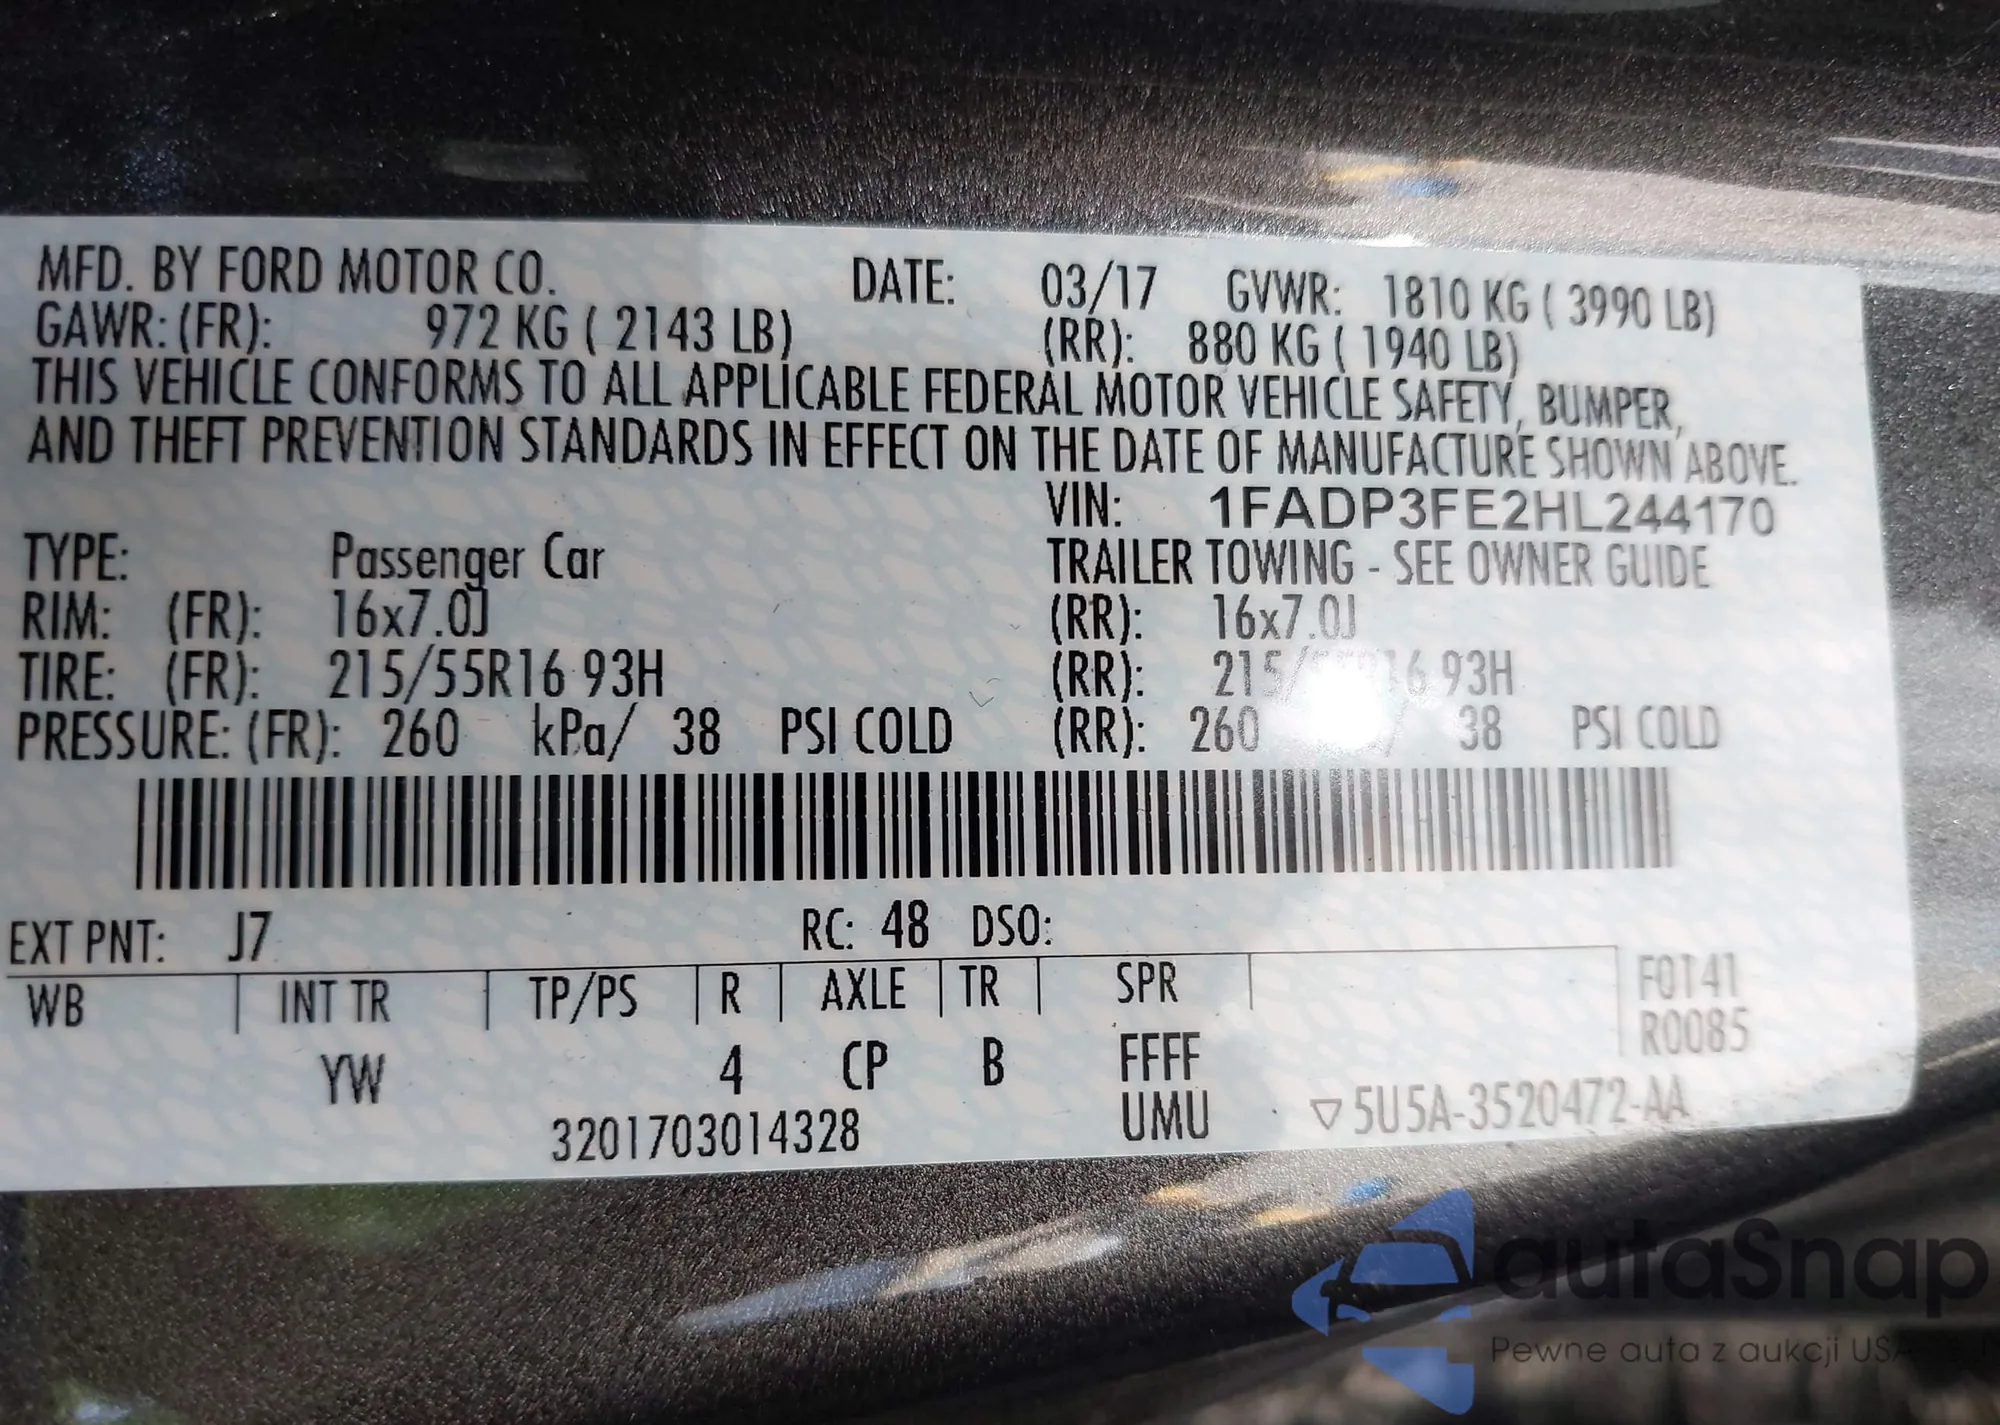 MFD. BY FORD MOTOR CO. DATE: 03/17 GVWR: 1810 KG ( 3990 LB)
GAWR: (FR): 972 KG ( 2143 LB) (RR): 880 KG ( 1940 LB)
THIS VEHICLE CONFORMS TO ALL APPLICABLE FEDERAL MOTOR VEHICLE SAFETY, BUMPER,
AND THEFT PREVENTION STANDARDS IN EFFECT ON THE DATE OF MANUFACTURE SHOWN ABOVE.
VIN: 1FADP3FE2HL244170
TYPE: Passenger Car TRAILER TOWING - SEE OWNER GUIDE
RIM: (FR): 16x7.0J (RR): 16x7.0J
TIRE: (FR): 215/55R16 93H (RR): 93H
PRESSURE: (FR): 260 kPa/ 38 PSI COLD (RR): 260 / 38 PSI COLD
EXT PNT: J7 RC: 48 DSO:
WB INT TR TP/PS R AXLE TR SPR F0T41
R0085
YW 4 CP B FFFF
3201703014328 UMU ▽5U5A-3520472-AA
autaSnap
Pewne auta z aukcji